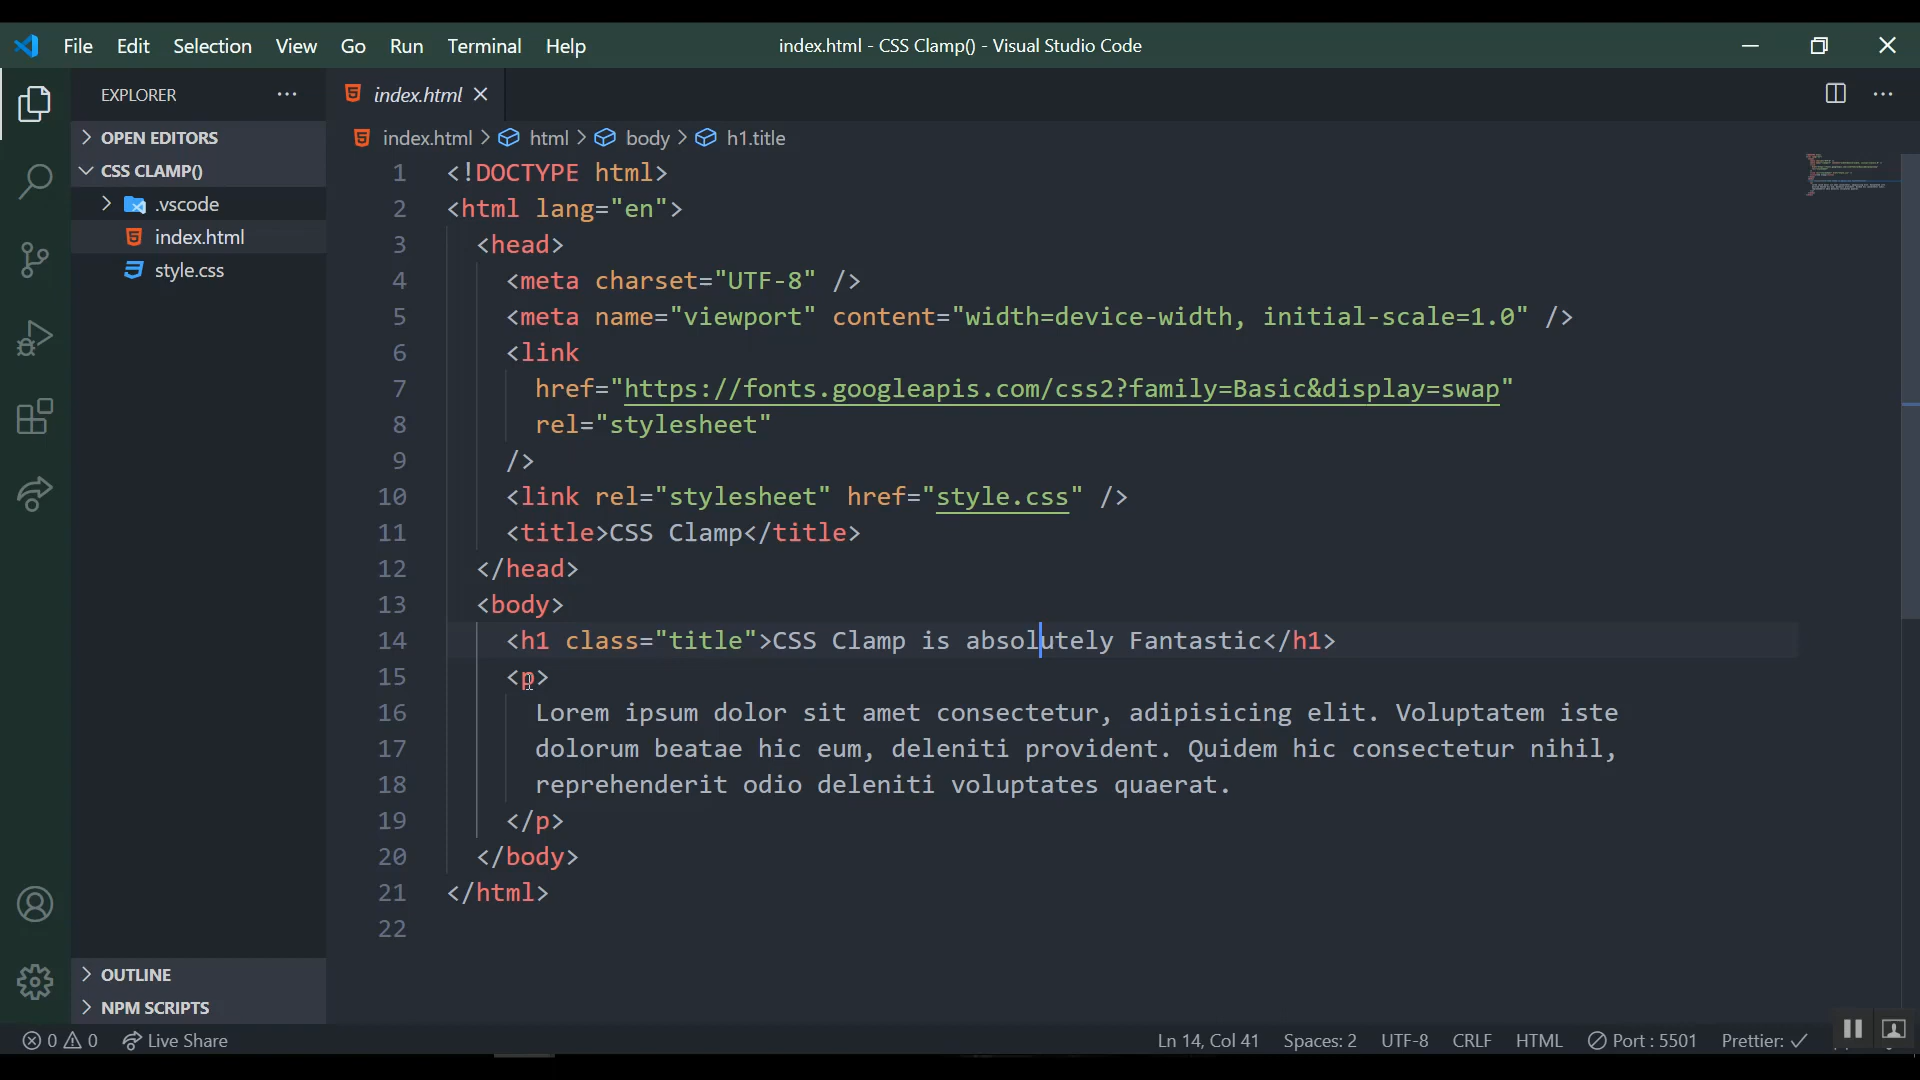 File Edit Selection View Go Run Terminal Help index.html - CSS Clamp() - Visual Studio Code
EXPLORER ···
OPEN EDITORS
CSS CLAMP()
.vscode
index.html
style.css
OUTLINE
NPM SCRIPTS
index.html
index.html > html > body > h1.title
1 <!DOCTYPE html>
2 <html lang="en">
3 <head>
4 <meta charset="UTF-8" />
5 <meta name="viewport" content="width=device-width, initial-scale=1.0" />
6 <link
7 href="https://fonts.googleapis.com/css2?family=Basic&display=swap"
8 rel="stylesheet"
9 />
10 <link rel="stylesheet" href="style.css" />
11 <title>CSS Clamp</title>
12 </head>
13 <body>
14 <h1 class="title">CSS Clamp is absolutely Fantastic</h1>
15 <p>
16 Lorem ipsum dolor sit amet consectetur, adipisicing elit. Voluptatem iste
17 dolorum beatae hic eum, deleniti provident. Quidem hic consectetur nihil,
18 reprehenderit odio deleniti voluptates quaerat.
19 </p>
20 </body>
21 </html>
22
0 0 Live Share Ln 14, Col 41 Spaces: 2 UTF-8 CRLF HTML Port : 5501 Prettier: ✓